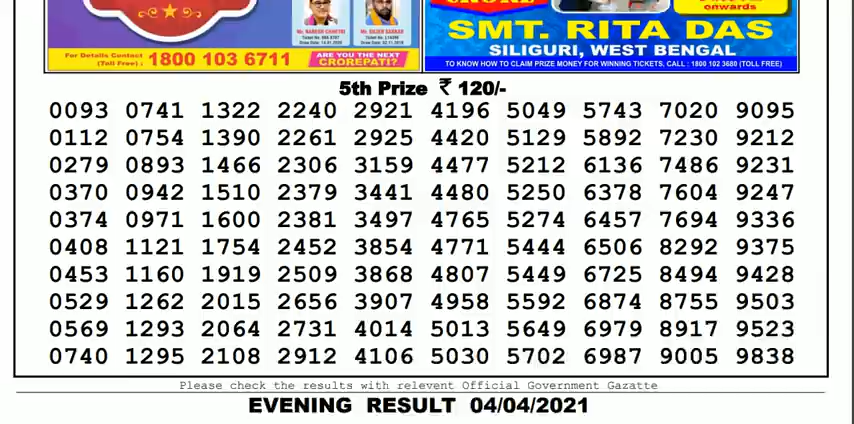 Mr. NARESH CHHETRI
For Details Contact
(Toll Free) : 1800 103 6711
ARE YOU THE NEXT
CROREPATI?
CRORE
onwards
SMT. RITA DAS
SILIGURI, WEST BENGAL
TO KNOW HOW TO CLAIM PRIZE MONEY FOR WINNING TICKETS, CALL : 1800 102 3680 (TOLL FREE)
5th Prize ₹ 120/-
0093 0741 1322 2240 2921 4196 5049 5743 7020 9095
0112 0754 1390 2261 2925 4420 5129 5892 7230 9212
0279 0893 1466 2306 3159 4477 5212 6136 7486 9231
0370 0942 1510 2379 3441 4480 5250 6378 7604 9247
0374 0971 1600 2381 3497 4765 5274 6457 7694 9336
0408 1121 1754 2452 3854 4771 5444 6506 8292 9375
0453 1160 1919 2509 3868 4807 5449 6725 8494 9428
0529 1262 2015 2656 3907 4958 5592 6874 8755 9503
0569 1293 2064 2731 4014 5013 5649 6979 8917 9523
0740 1295 2108 2912 4106 5030 5702 6987 9005 9838
Please check the results with relevent Official Government Gazatte
EVENING RESULT 04/04/2021